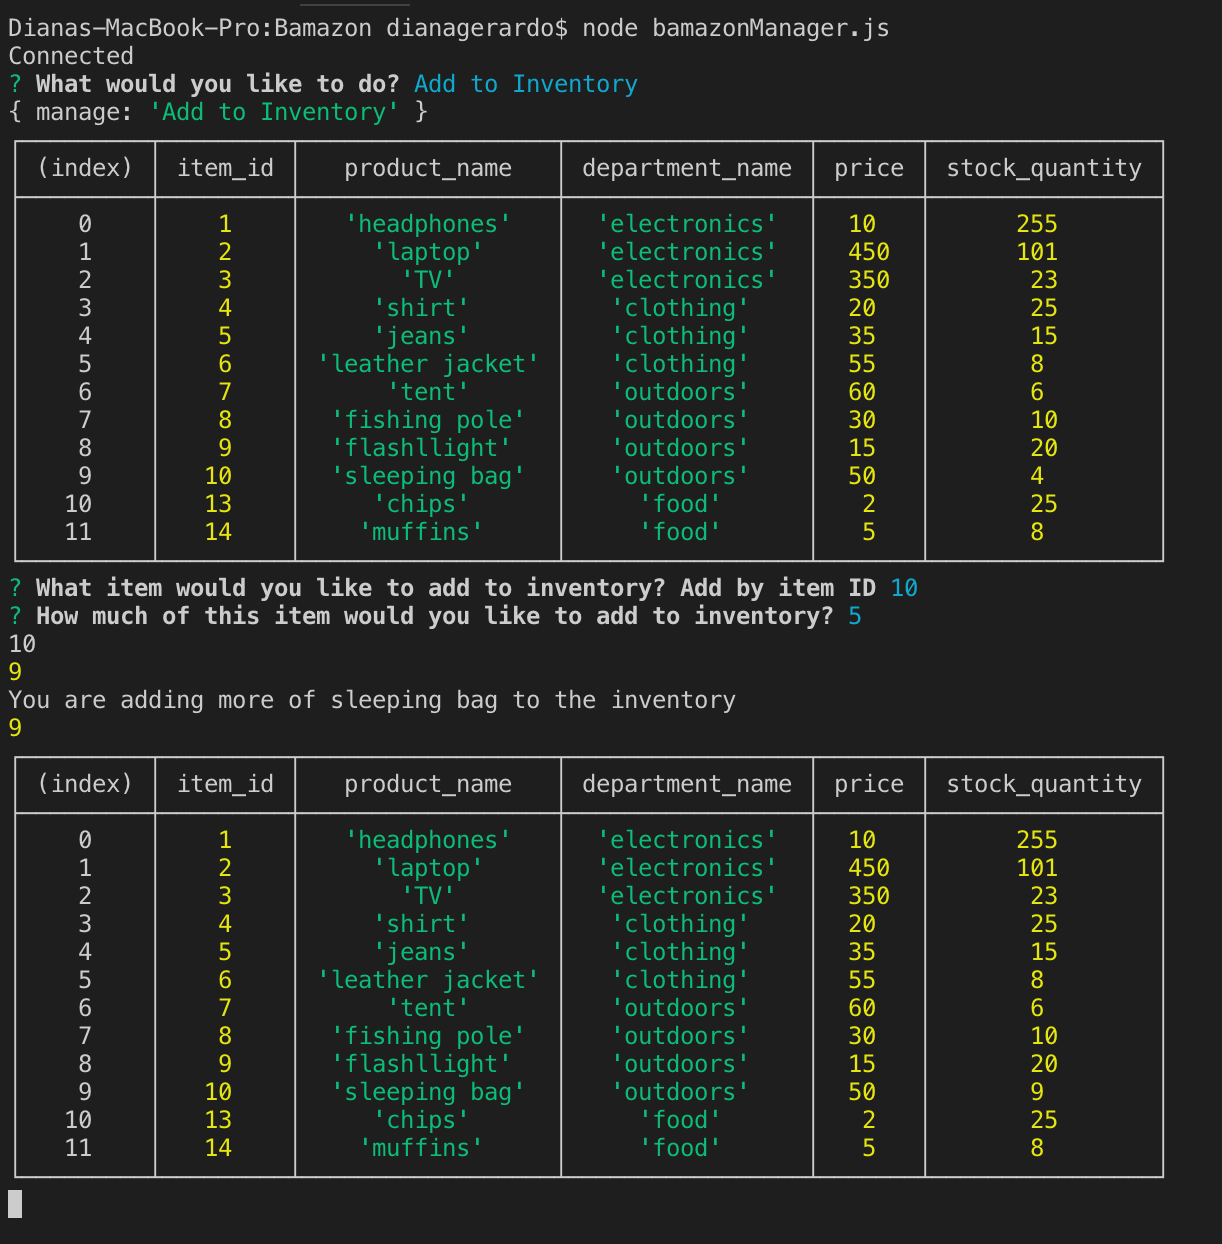 Dianas-MacBook-Pro:Bamazon dianagerardo$ node bamazonManager.js
Connected
? What would you like to do? Add to Inventory
{ manage: 'Add to Inventory' }
(index) item_id product_name department_name price stock_quantity
0 1 'headphones' 'electronics' 10 255
1 2 'laptop' 'electronics' 450 101
2 3 'TV' 'electronics' 350 23
3 4 'shirt' 'clothing' 20 25
4 5 'jeans' 'clothing' 35 15
5 6 'leather jacket' 'clothing' 55 8
6 7 'tent' 'outdoors' 60 6
7 8 'fishing pole' 'outdoors' 30 10
8 9 'flashllight' 'outdoors' 15 20
9 10 'sleeping bag' 'outdoors' 50 4
10 13 'chips' 'food' 2 25
11 14 'muffins' 'food' 5 8
? What item would you like to add to inventory? Add by item ID 10
? How much of this item would you like to add to inventory? 5
10
9
You are adding more of sleeping bag to the inventory
9
(index) item_id product_name department_name price stock_quantity
0 1 'headphones' 'electronics' 10 255
1 2 'laptop' 'electronics' 450 101
2 3 'TV' 'electronics' 350 23
3 4 'shirt' 'clothing' 20 25
4 5 'jeans' 'clothing' 35 15
5 6 'leather jacket' 'clothing' 55 8
6 7 'tent' 'outdoors' 60 6
7 8 'fishing pole' 'outdoors' 30 10
8 9 'flashllight' 'outdoors' 15 20
9 10 'sleeping bag' 'outdoors' 50 9
10 13 'chips' 'food' 2 25
11 14 'muffins' 'food' 5 8